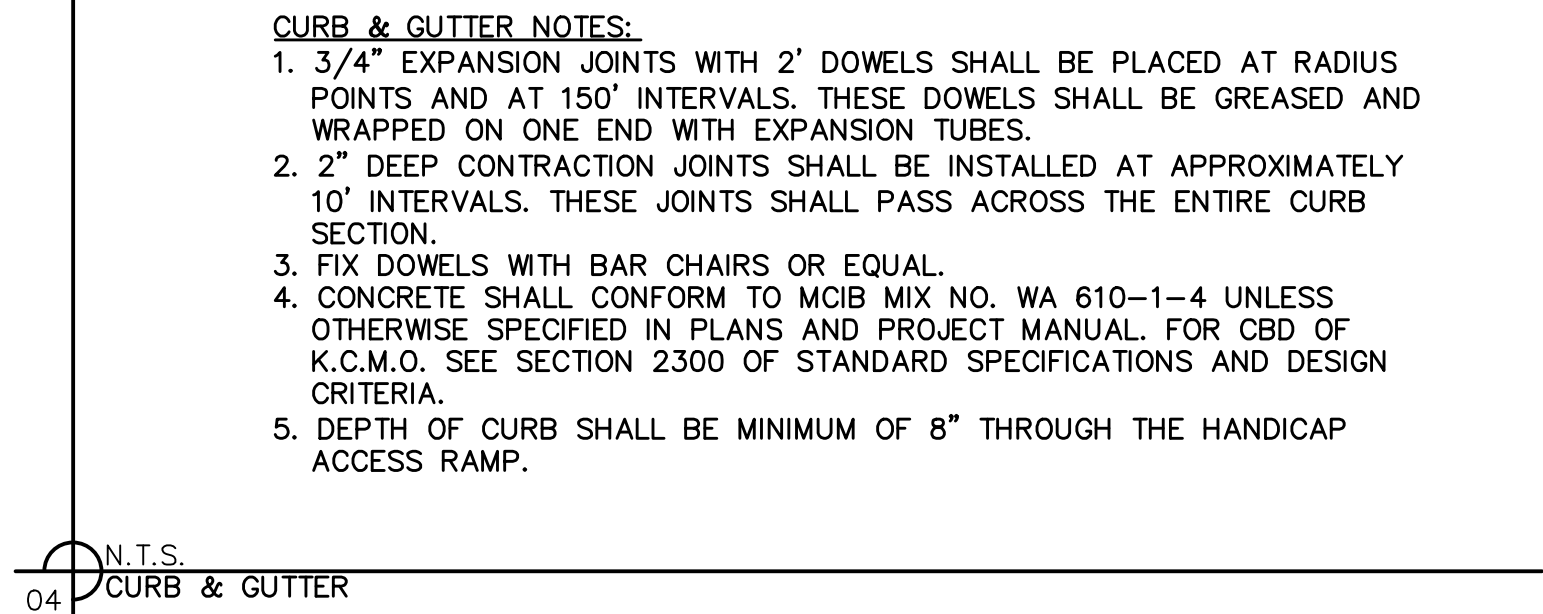 CURB & GUTTER NOTES:
1. 3/4" EXPANSION JOINTS WITH 2' DOWELS SHALL BE PLACED AT RADIUS
POINTS AND AT 150' INTERVALS. THESE DOWELS SHALL BE GREASED AND
WRAPPED ON ONE END WITH EXPANSION TUBES.
2. 2" DEEP CONTRACTION JOINTS SHALL BE INSTALLED AT APPROXIMATELY
10' INTERVALS. THESE JOINTS SHALL PASS ACROSS THE ENTIRE CURB
SECTION.
3. FIX DOWELS WITH BAR CHAIRS OR EQUAL.
4. CONCRETE SHALL CONFORM TO MCIB MIX NO. WA 610-1-4 UNLESS
OTHERWISE SPECIFIED IN PLANS AND PROJECT MANUAL. FOR CBD OF
K.C.M.O. SEE SECTION 2300 OF STANDARD SPECIFICATIONS AND DESIGN
CRITERIA.
5. DEPTH OF CURB SHALL BE MINIMUM OF 8" THROUGH THE HANDICAP
ACCESS RAMP.
N.T.S.
CURB & GUTTER
04